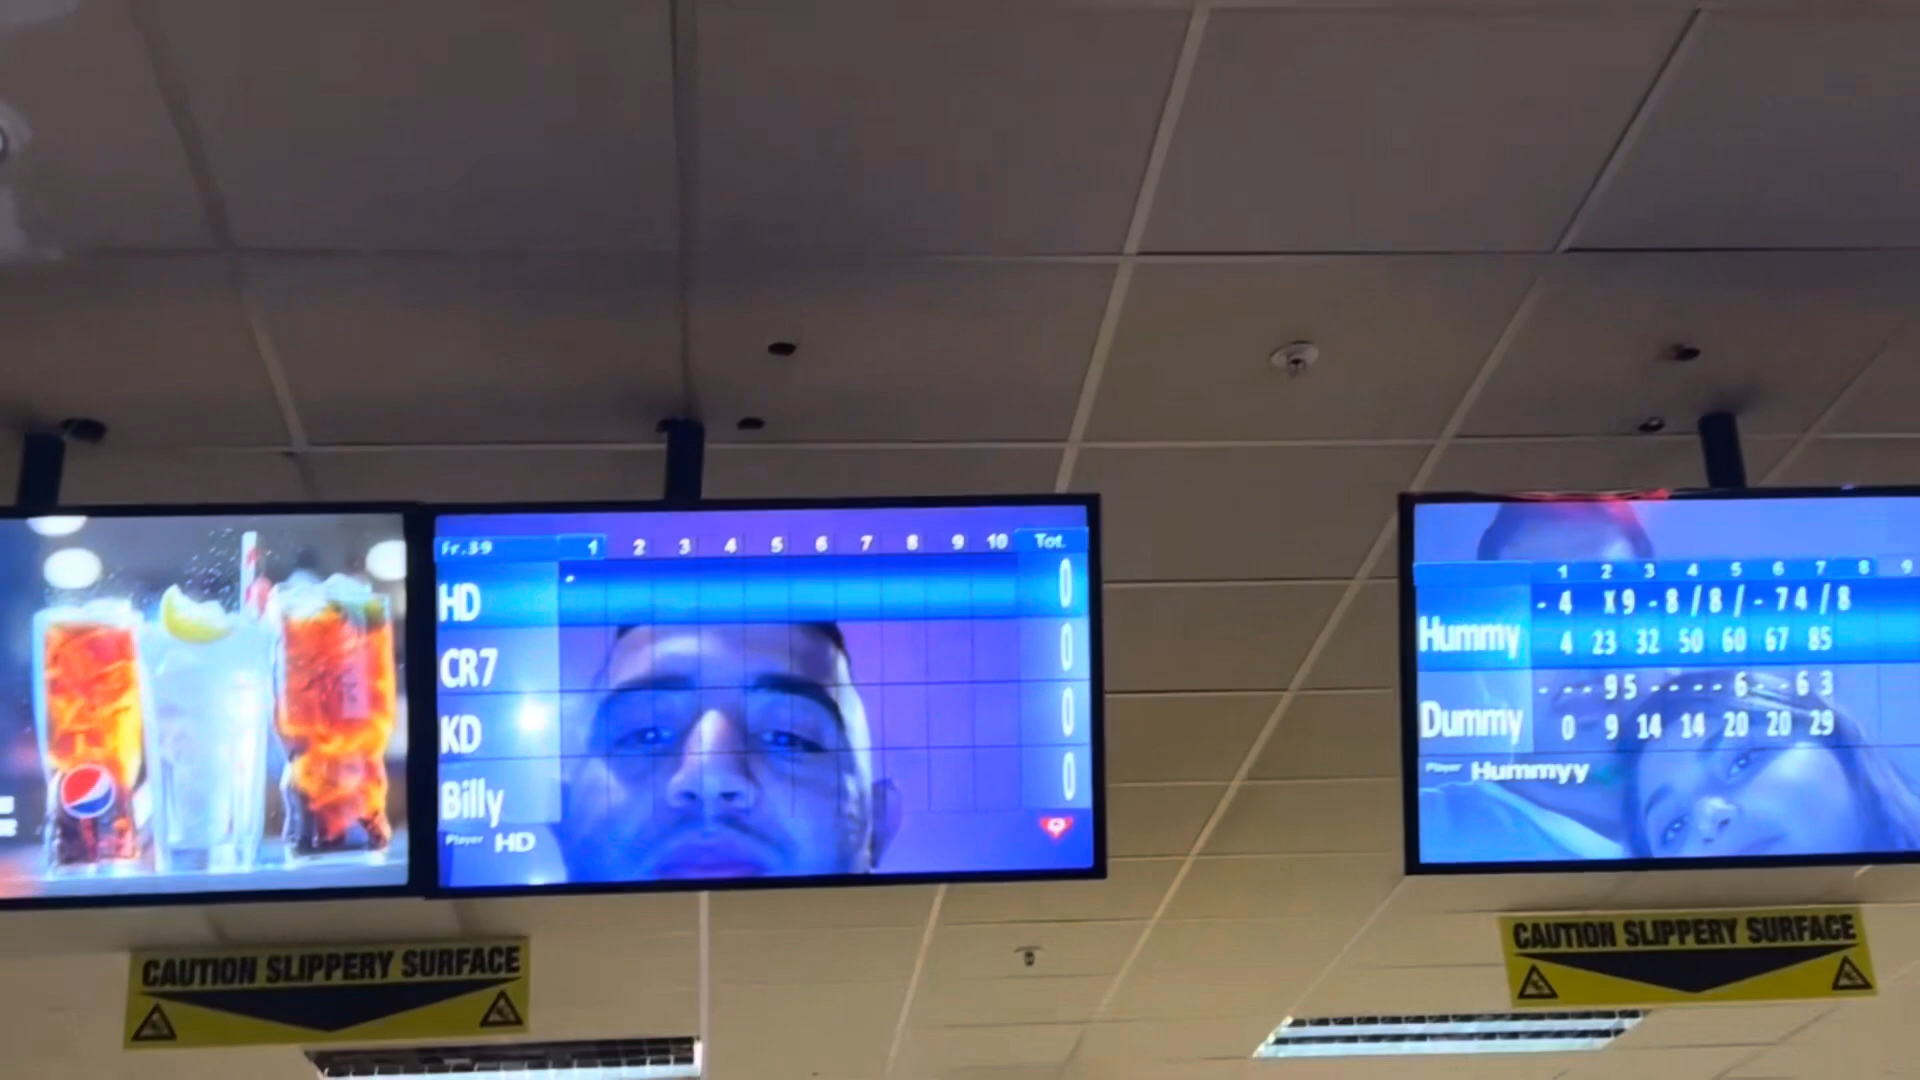 Fr.39 1 2 3 4 5 6 7 8 9 10 Tot.
HD 0
CR7 0
KD 0
Billy 0
Player HD
1 2 3 4 5 6 7 8 9
- 4 X 9 - 8 / 8 / - 7 4 / 8
Hummy 4 23 32 50 60 67 85
- - - 9 5 - - - - 6 - - 6 3
Dummy 0 9 14 14 20 20 29
Player Hummyy
CAUTION SLIPPERY SURFACE
CAUTION SLIPPERY SURFACE